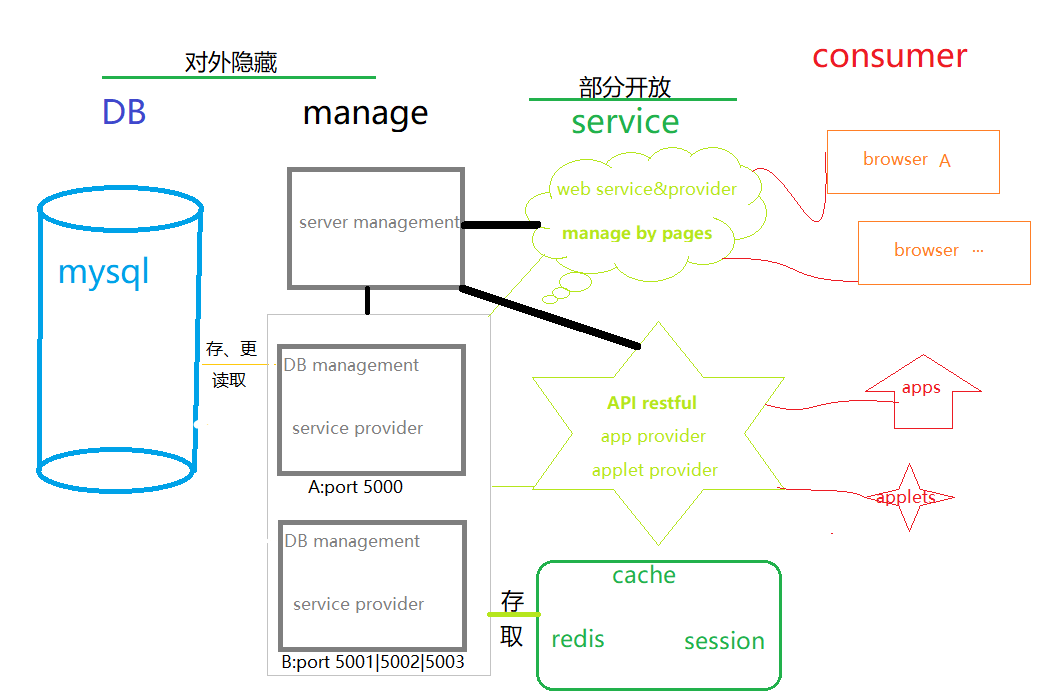 对外隐藏
部分开放
consumer
DB
manage
service
browser A
web service&provider
server management
manage by pages
browser ...
mysql
存、更
读取
DB management
service provider
A:port 5000
API restful
app provider
applet provider
apps
applets
DB management
service provider
B:port 5001|5002|5003
存
取
cache
redis
session